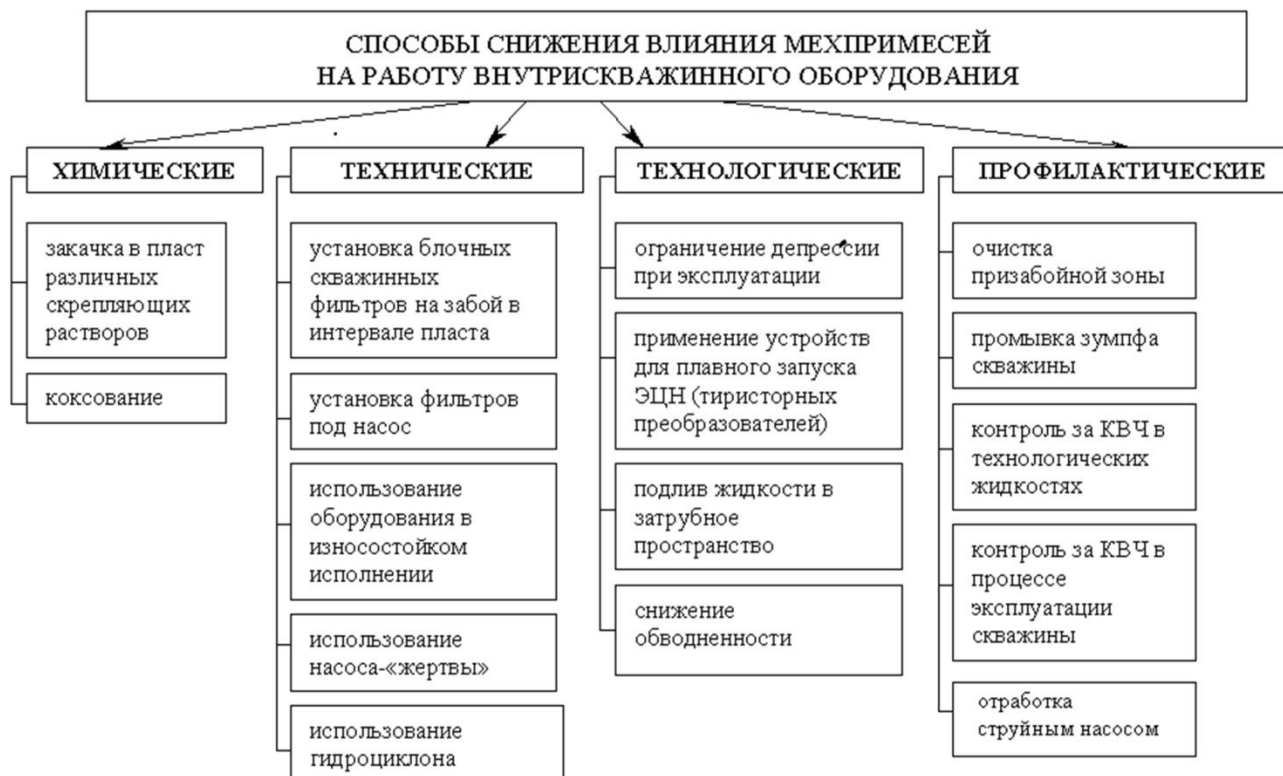 СПОСОБЫ СНИЖЕНИЯ ВЛИЯНИЯ МЕХПРИМЕСЕЙ
НА РАБОТУ ВНУТРИСКВАЖИННОГО ОБОРУДОВАНИЯ
ХИМИЧЕСКИЕ
закачка в пласт
различных
скрепляющих
растворов
коксование
ТЕХНИЧЕСКИЕ
установка блочных
скважинных
фильтров на забой в
интервале пласта
установка фильтров
под насос
использование
оборудования в
износостойком
исполнении
использование
насоса-«жертвы»
использование
гидроциклона
ТЕХНОЛОГИЧЕСКИЕ
ограничение депрессии
при эксплуатации
применение устройств
для плавного запуска
ЭЦН (тиристорных
преобразователей)
подлив жидкости в
затрубное
пространство
снижение
обводненности
ПРОФИЛАКТИЧЕСКИЕ
очистка
призабойной зоны
промывка зумпфа
скважины
контроль за КВЧ в
технологических
жидкостях
контроль за КВЧ в
процессе
эксплуатации
скважины
отработка
струйным насосом